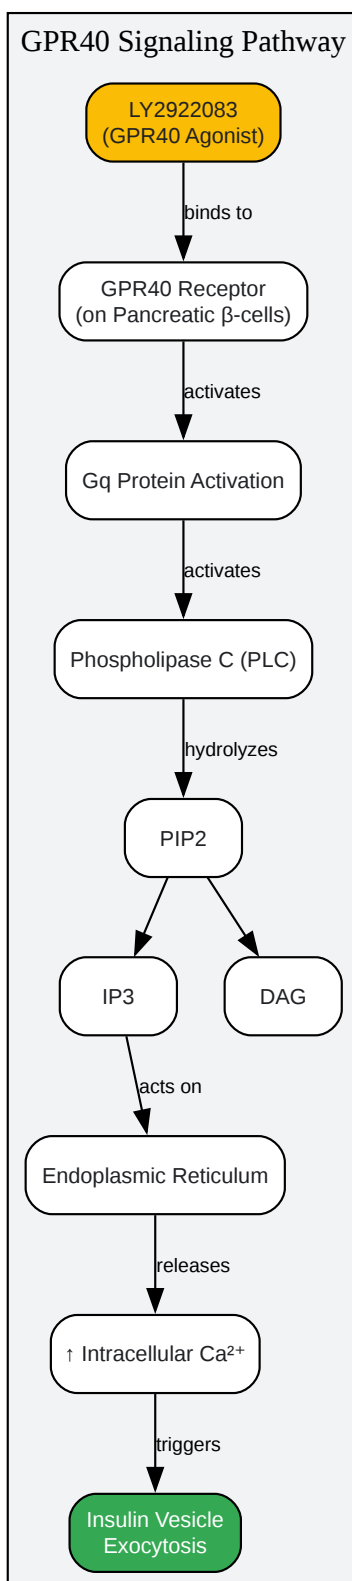 GPR40 Signaling Pathway
LY2922083
(GPR40 Agonist)
binds to
GPR40 Receptor
(on Pancreatic β-cells)
activates
Gq Protein Activation
activates
Phospholipase C (PLC)
hydrolyzes
PIP2
IP3
DAG
acts on
Endoplasmic Reticulum
releases
↑ Intracellular Ca²⁺
triggers
Insulin Vesicle
Exocytosis